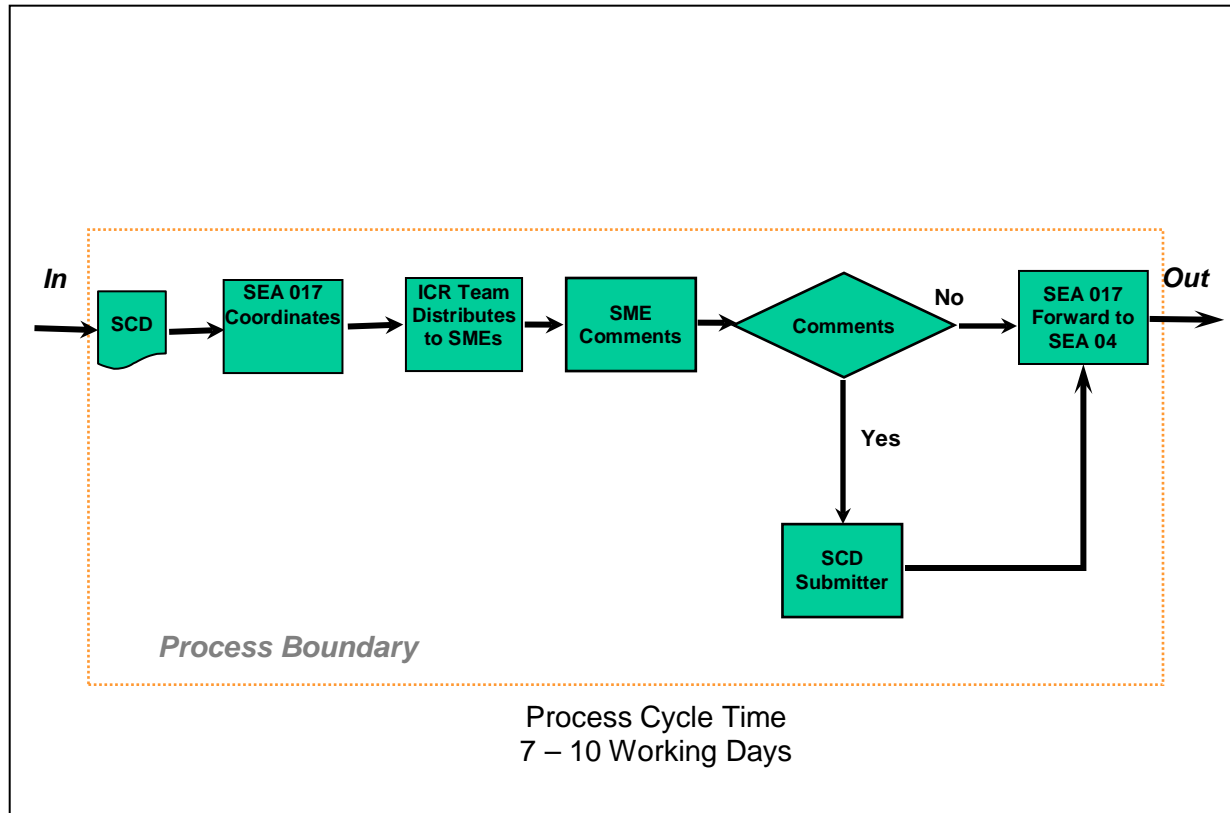 In
SCD
SEA 017
Coordinates
ICR Team
Distributes
to SMEs
SME
Comments
Comments
No
SEA 017
Forward to
SEA 04
Out
Yes
SCD
Submitter
Process Boundary
Process Cycle Time
7 – 10 Working Days